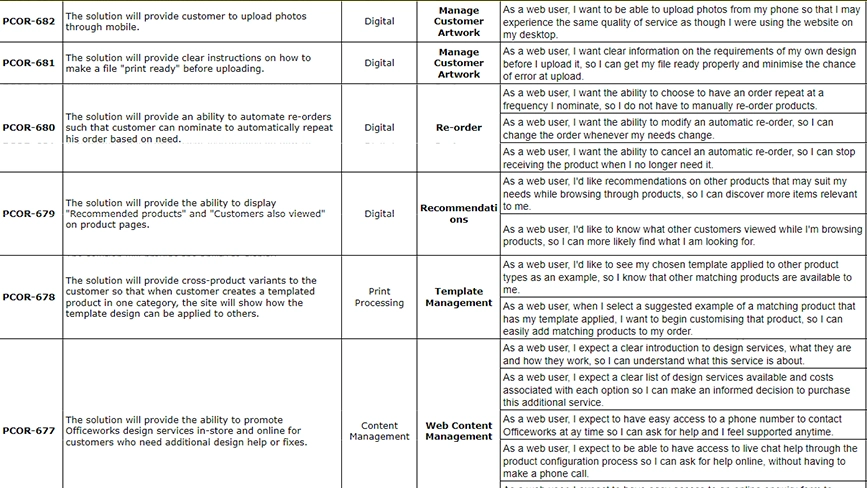 PCOR-682
The solution will provide customer to upload photos
through mobile.
Digital
Manage
Customer
Artwork
As a web user, I want to be able to upload photos from my phone so that I may
experience the same quality of service as though I were using the website on
my desktop.
PCOR-681
The solution will provide clear instructions on how to
make a file "print ready" before uploading.
Digital
Manage
Customer
Artwork
As a web user, I want clear information on the requirements of my own design
before I upload it, so I can get my file ready properly and minimise the chance
of error at upload.
PCOR-680
The solution will provide an ability to automate re-orders
such that customer can nominate to automatically repeat
his order based on need.
Digital
Re-order
As a web user, I want the ability to choose to have an order repeat at a
frequency I nominate, so I do not have to manually re-order products.
As a web user, I want the ability to modify an automatic re-order, so I can
change the order whenever my needs change.
As a web user, I want the ability to cancel an automatic re-order, so I can stop
receiving the product when I no longer need it.
PCOR-679
The solution will provide the ability to display
"Recommended products" and "Customers also viewed"
on product pages.
Digital
Recommendati
ons
As a web user, I'd like recommendations on other products that may suit my
needs while browsing through products, so I can discover more items relevant
to me.
As a web user, I'd like to know what other customers viewed while I'm browsing
products, so I can more likely find what I am looking for.
PCOR-678
The solution will provide cross-product variants to the
customer so that when customer creates a templated
product in one category, the site will show how the
template design can be applied to others.
Print
Processing
Template
Management
As a web user, I'd like to see my chosen template applied to other product
types as an example, so I know that other matching products are available to
me.
As a web user, when I select a suggested example of a matching product that
has my template applied, I want to begin customising that product, so I can
easily add matching products to my order.
PCOR-677
The solution will provide the ability to promote
Officeworks design services in-store and online for
customers who need additional design help or fixes.
Content
Management
Web Content
Management
As a web user, I expect a clear introduction to design services, what they are
and how they work, so I can understand what this service is about.
As a web user, I expect a clear list of design services available and costs
associated with each option so I can make an informed decision to purchase
this additional service.
As a web user, I expect to have easy access to a phone number to contact
Officeworks at ay time so I can ask for help and I feel supported anytime.
As a web user, I expect to be able to have access to live chat help through the
product configuration process so I can ask for help online, without having to
make a phone call.